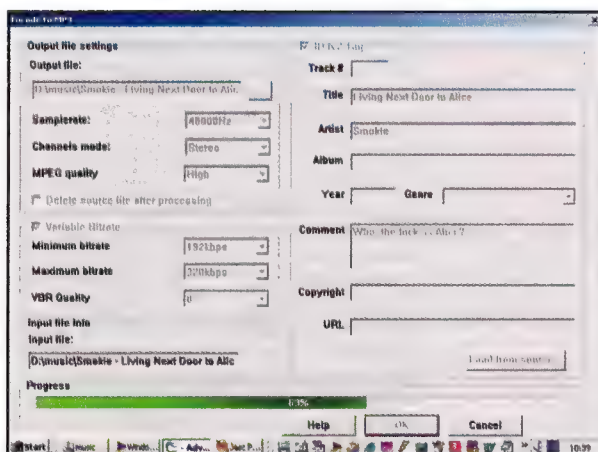 Encode to MP3
Output file settings
Output file:
D:\music\Smokie - Living Next Door to Alic
Samplerate:
48000Hz
Channels mode:
Stereo
MPEG quality
High
Delete source file after processing
Variable Bitrate
Minimum bitrate
192kbps
Maximum bitrate
320kbps
VBR Quality
Input file info
Input file:
D:\music\Smokie - Living Next Door to Alic
Progress
63%
ID3v2 Tag
Track #
Title
Living Next Door to Alice
Artist
Smokie
Album
Year
Genre
Comment
Who the fuck is Alice?
Copyright
URL
Load from source
Help
OK
Cancel
Start
music
Windo...
Adv...
10:39